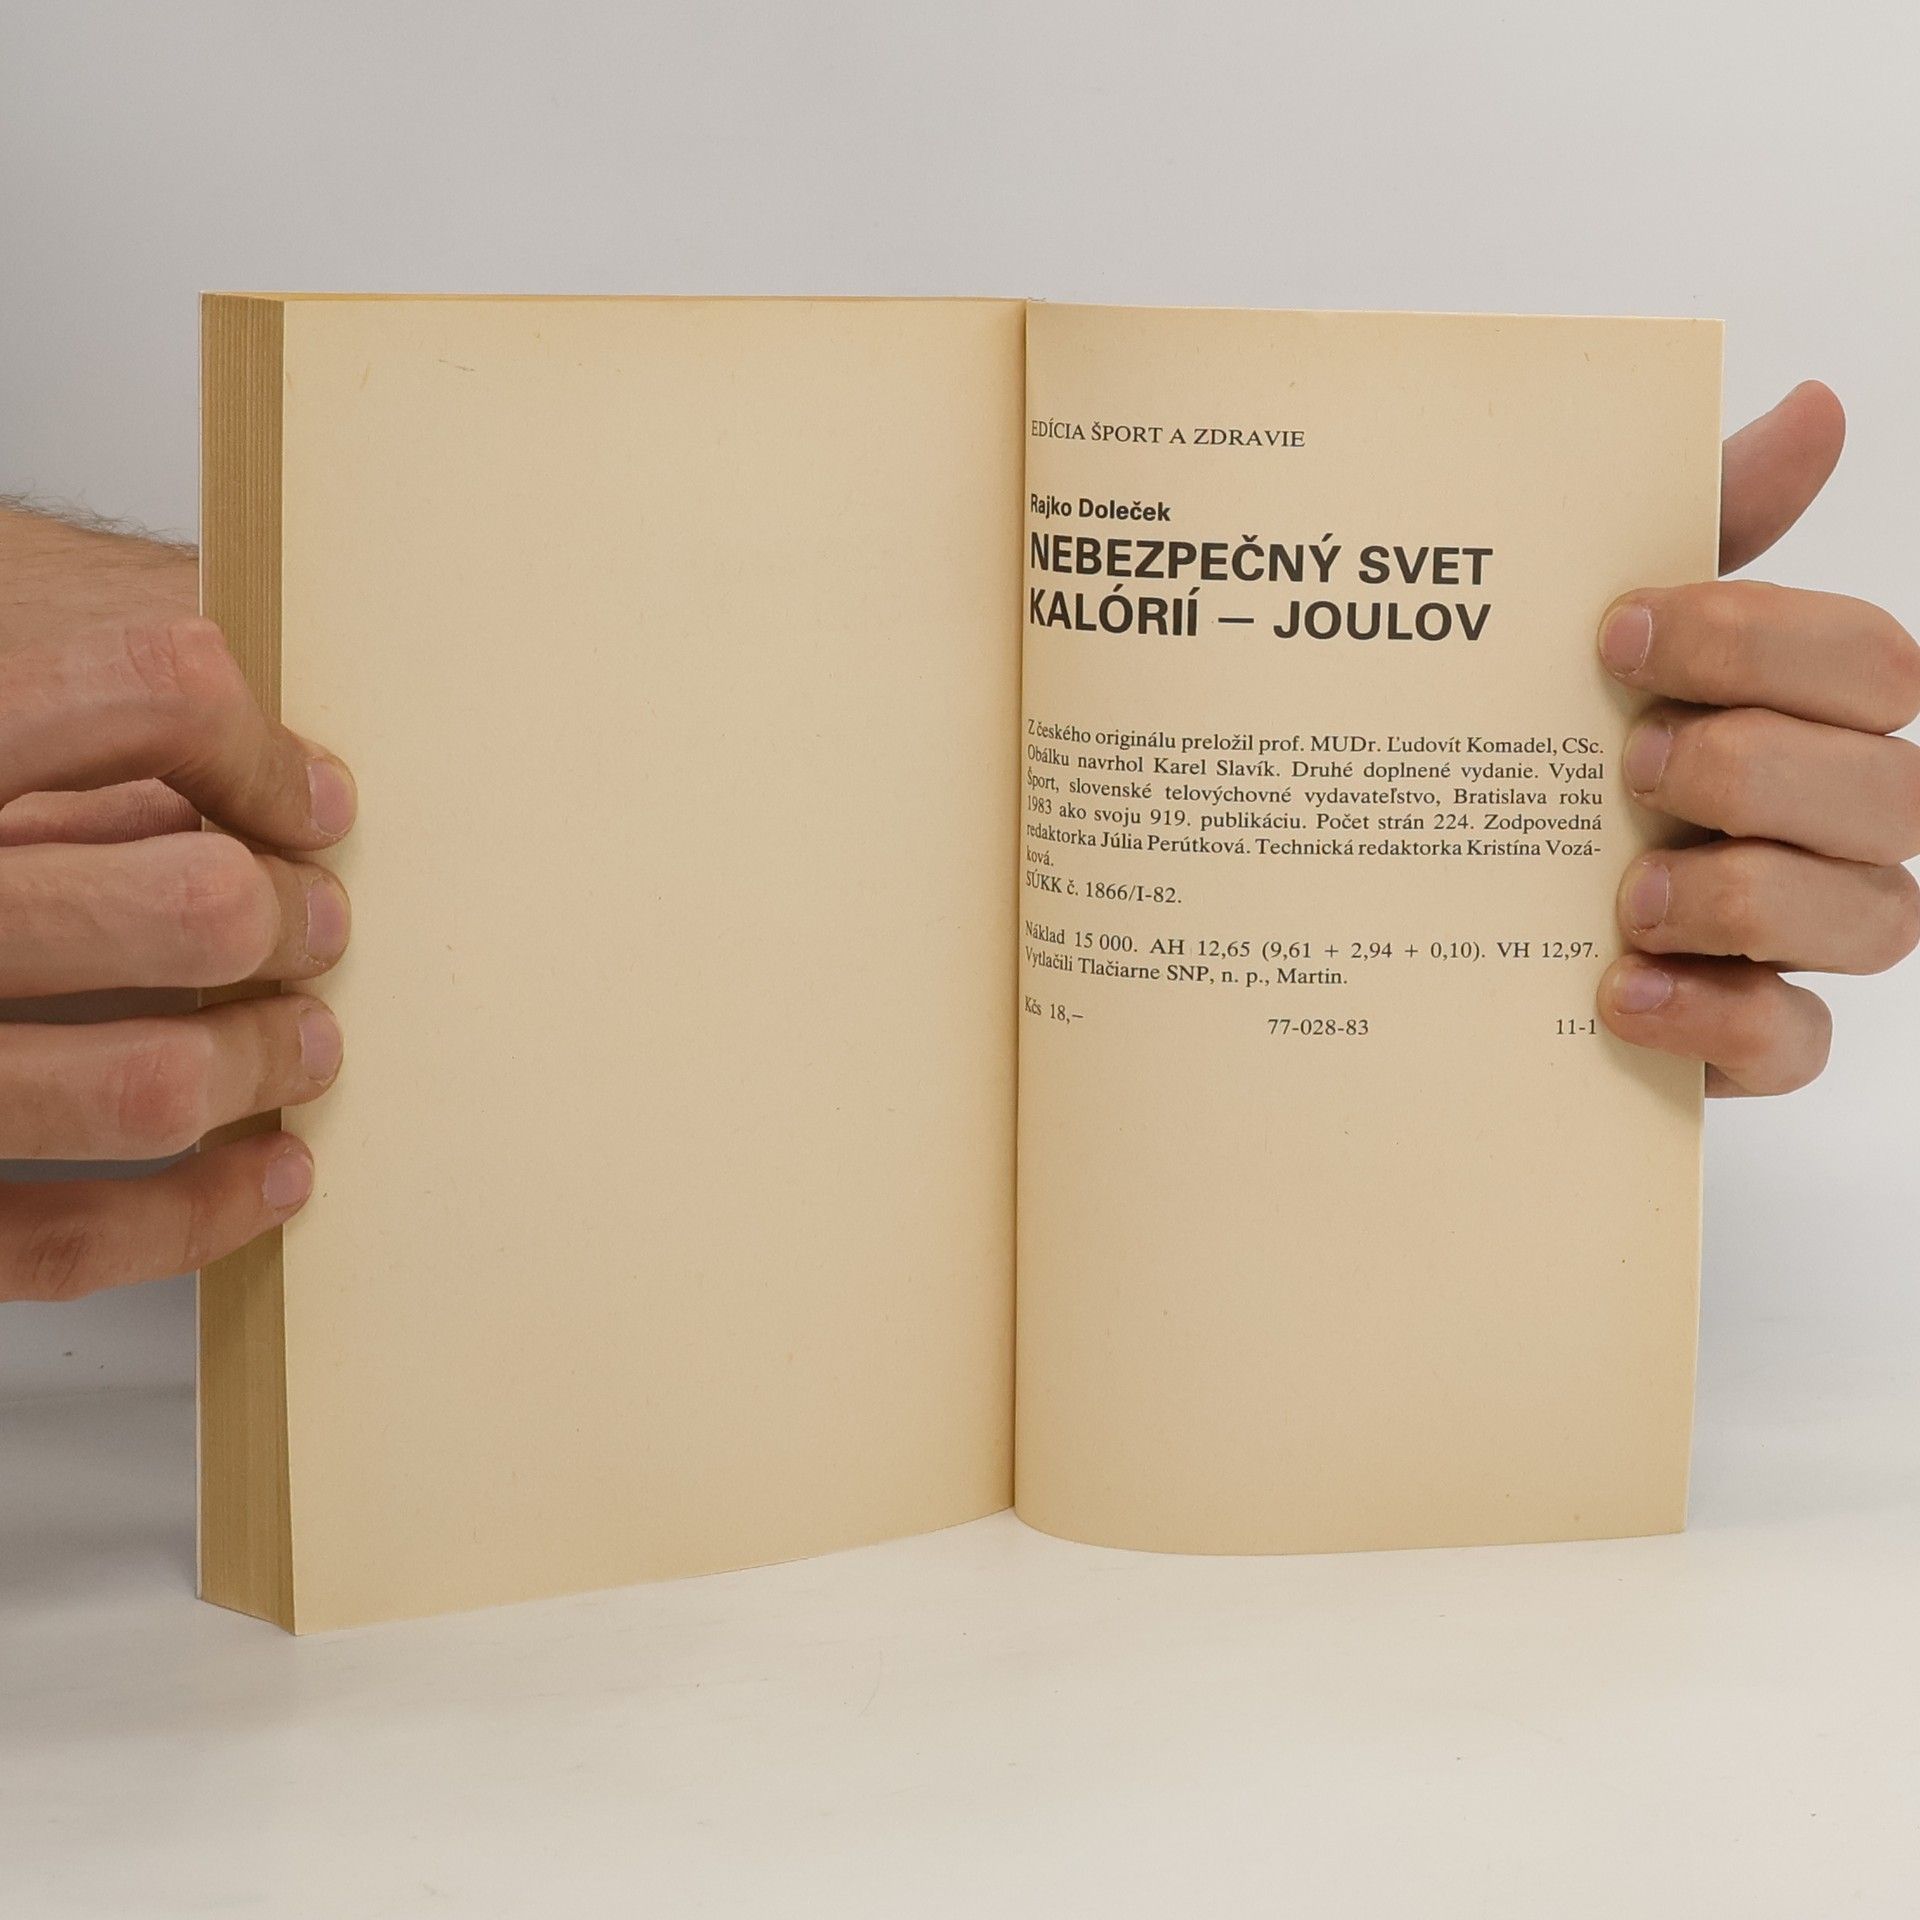 EDÍCIA ŠPORT A ZDRAVIE
Rajko Doleček
NEBEZPEČNÝ SVET
KALÓRIÍ — JOULOV
Z českého originálu preložil prof. MUDr. Ľudovít Komadel, CSc.
Obálku navrhol Karel Slavík. Druhé doplnené vydanie. Vydal
Šport, slovenské telovýchovné vydavateľstvo, Bratislava roku
1983 ako svoju 919. publikáciu. Počet strán 224. Zodpovedná
redaktorka Júlia Perútková. Technická redaktorka Kristína Vozá-
ková.
SÚKK č. 1866/I-82.
Náklad 15 000. AH 12,65 (9,61 + 2,94 + 0,10). VH 12,97.
Vytlačili Tlačiarne SNP, n. p., Martin.
Kčs 18,— 77-028-83 11-1